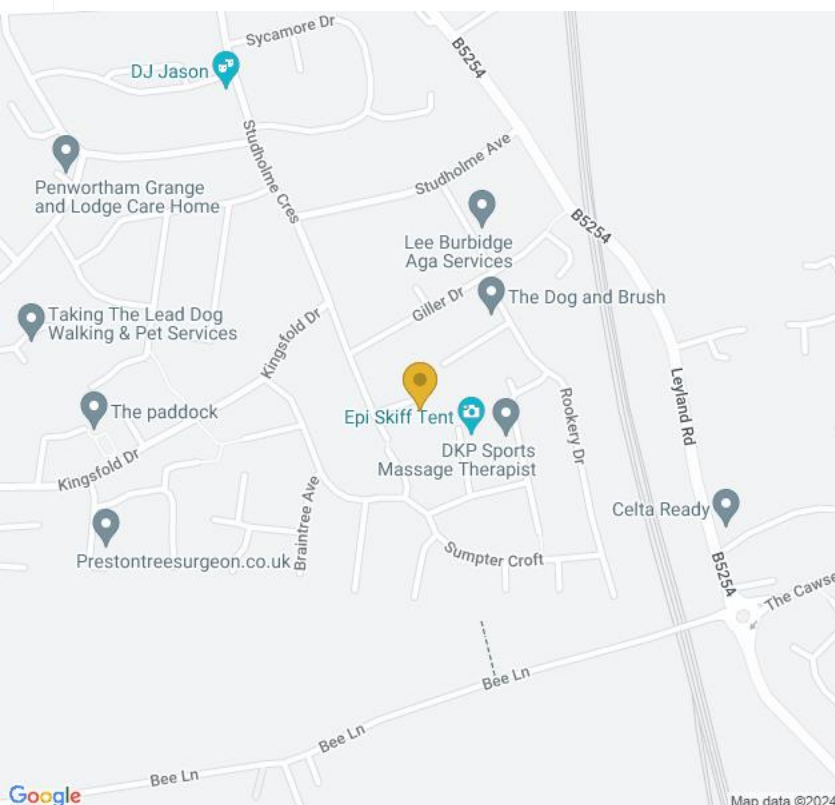 Sycamore Dr
B5254
DJ Jason
Studholme Cres
Studholme Ave
Penwortham Grange
and Lodge Care Home
B5254
Lee Burbidge
Aga Services
Giller Dr
The Dog and Brush
Taking The Lead Dog
Walking & Pet Services
Kingsfold Dr
Leyland Rd
The paddock
Epi Skiff Tent
Rookery Dr
DKP Sports
Massage Therapist
Kingsfold Dr
Braintree Ave
Celta Ready
Prestontreesurgeon.co.uk
Sumpter Croft
B5254
The Cawse
Bee Ln
Bee Ln
Bee Ln
Google
Map data ©2024